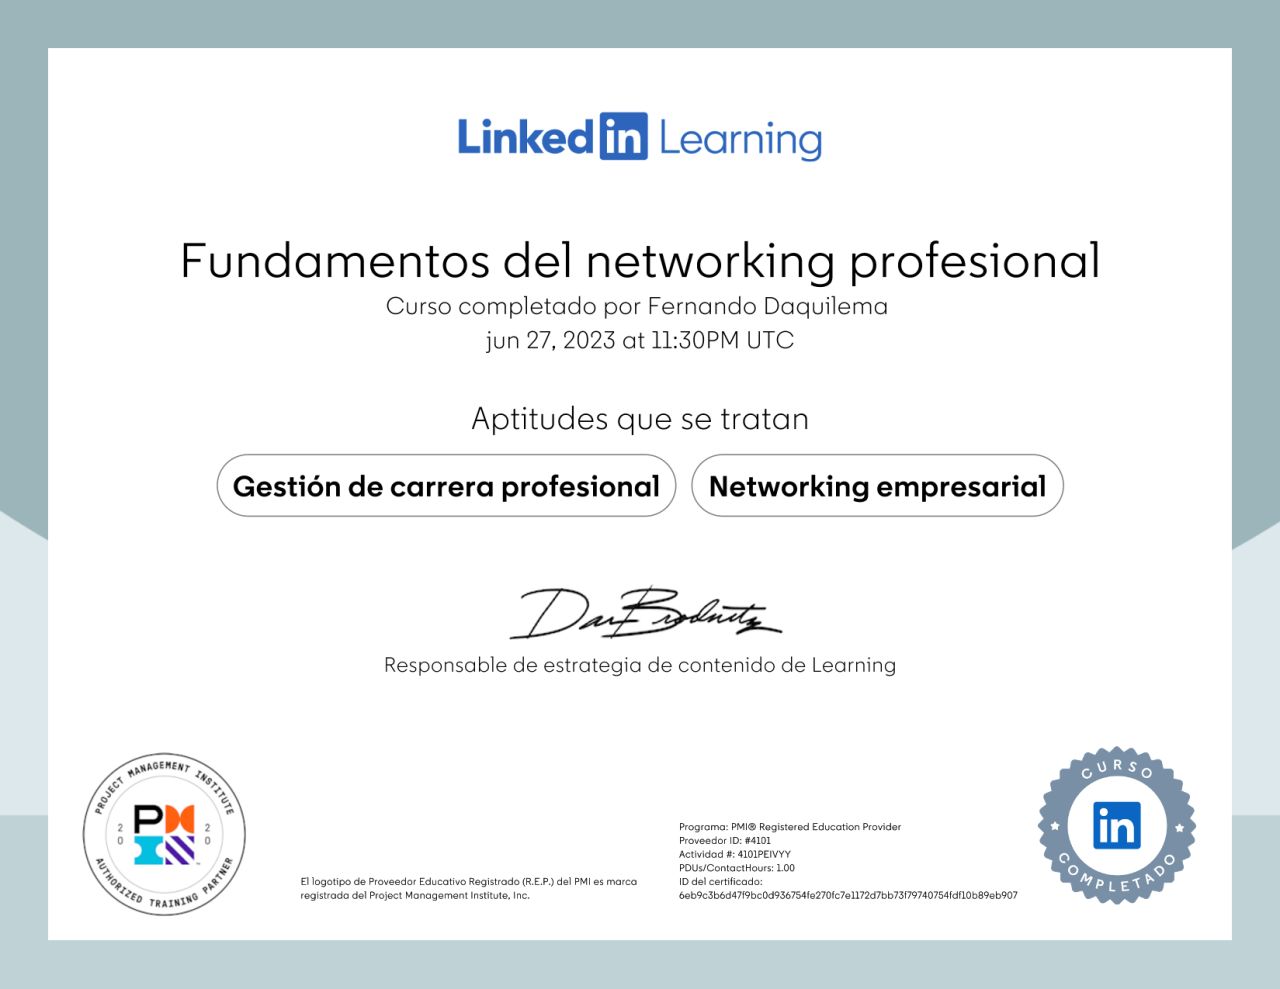 LinkedIn Learning
Fundamentos del networking profesional
Curso completado por Fernando Daquilema
jun 27, 2023 at 11:30PM UTC
Aptitudes que se tratan
Gestión de carrera profesional
Networking empresarial
Dan Brodnitz
Responsable de estrategia de contenido de Learning
PROJECT MANAGEMENT INSTITUTE
PMI
20 20
AUTHORIZED TRAINING PARTNER
El logotipo de Proveedor Educativo Registrado (R.E.P.) del PMI es marca
registrada del Project Management Institute, Inc.
Programa: PMI® Registered Education Provider
Proveedor ID: #4101
Actividad #: 4101PEIVYY
PDUs/ContactHours: 1.00
ID del certificado:
6eb9c3b6d47f9bc0d936754fe270fc7e1172d7bb73f79740754fdf10b89eb907
CURSO
in
COMPLETADO